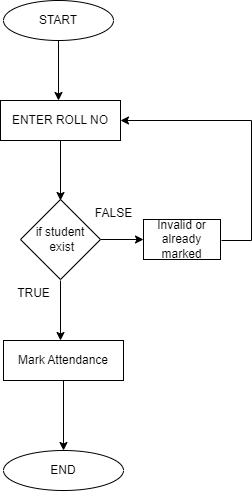 START
ENTER ROLL NO
FALSE
if student
exist
Invalid or
already
marked
TRUE
Mark Attendance
END